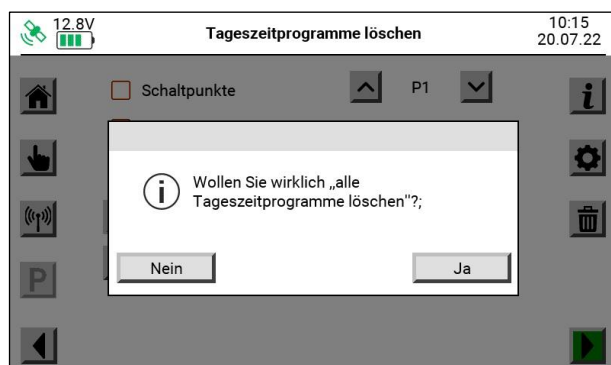 12.8V
Tageszeitprogramme löschen
10:15
20.07.22
Schaltpunkte
P1
i
i
Wollen Sie wirklich „alle
Tageszeitprogramme löschen"?;
Nein
Ja
P